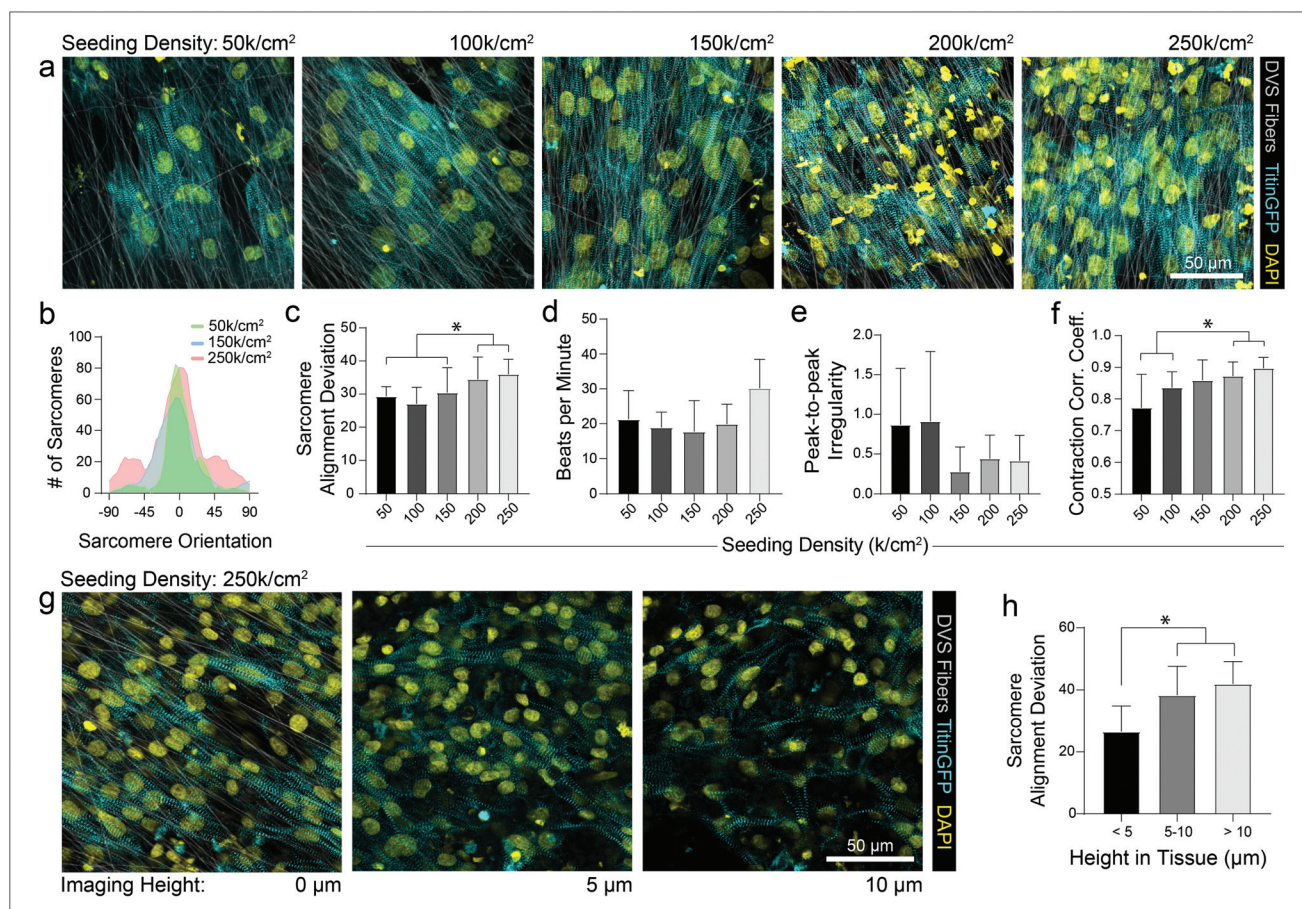 Seeding Density: 50k/cm² 100k/cm² 150k/cm² 200k/cm² 250k/cm²
a
50 µm
DVS Fibers TitinGFP DAPI
b
# of Sarcomeres
100
80
60
40
20
0
-90 -45 0 45 90
Sarcomere Orientation
50k/cm²
150k/cm²
250k/cm²
c
Sarcomere
Alignment Deviation
50
40
30
20
10
0
*
50 100 150 200 250
d
Beats per Minute
50
40
30
20
10
0
50 100 150 200 250
e
Peak-to-peak
Irregularity
2.0
1.5
1.0
0.5
0.0
50 100 150 200 250
f
Contraction Corr. Coeff.
1.0
0.9
0.8
0.7
0.6
0.5
*
50 100 150 200 250
Seeding Density (k/cm²)
Seeding Density: 250k/cm²
g
50 µm
DVS Fibers TitinGFP DAPI
Imaging Height: 0 µm 5 µm 10 µm
h
Sarcomere
Alignment Deviation
60
40
20
0
*
< 5 5-10 > 10
Height in Tissue (µm)